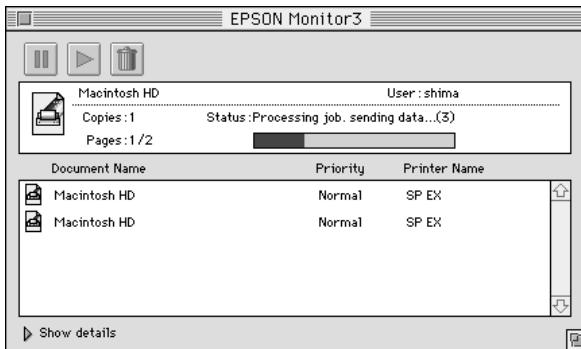 EPSON Monitor3
Macintosh HD User : shima
Copies : 1 Status : Processing job. sending data...(3)
Pages : 1/2
Document Name Priority Printer Name
Macintosh HD Normal SP EX
Macintosh HD Normal SP EX
Show details